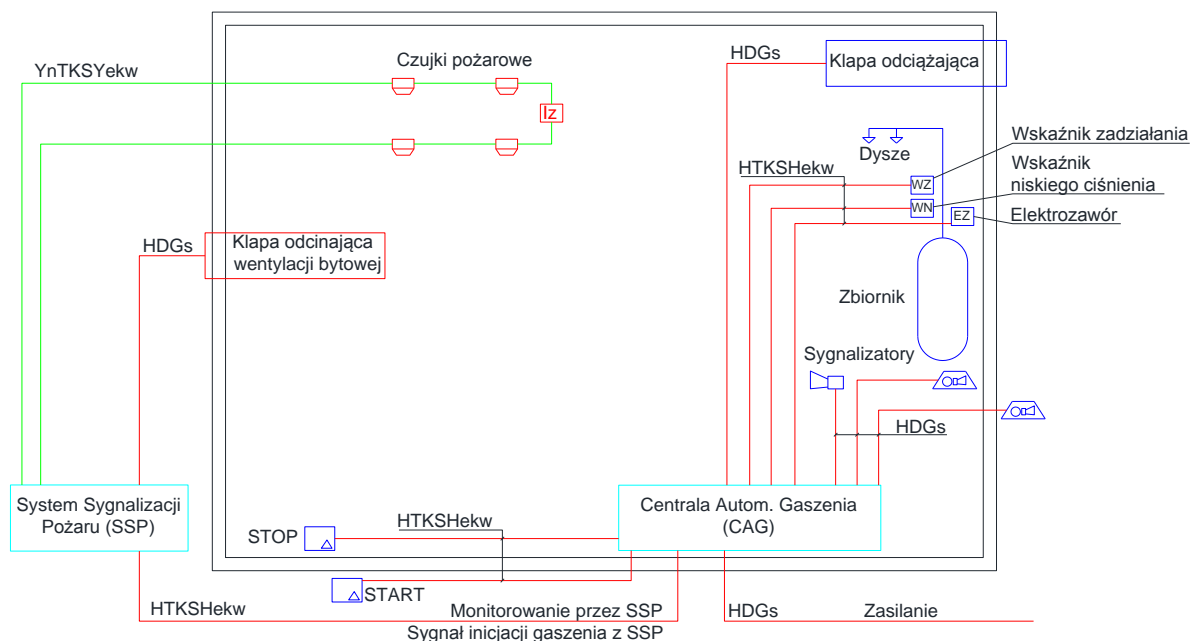 HDGs
Klapa odciążająca
Czujki pożarowe
YnTKSYekw
Iz
Wskaźnik zadziałania
Dysze
Wskaźnik
niskiego ciśnienia
HTKSHekw
WZ
WN
EZ
Elektrozawór
HDGs
Klapa odcinająca
wentylacji bytowej
Zbiornik
Sygnalizatory
HDGs
System Sygnalizacji
Pożaru (SSP)
Centrala Autom. Gaszenia
(CAG)
HTKSHekw
STOP
START
HTKSHekw
Monitorowanie przez SSP
Sygnał inicjacji gaszenia z SSP
HDGs
Zasilanie